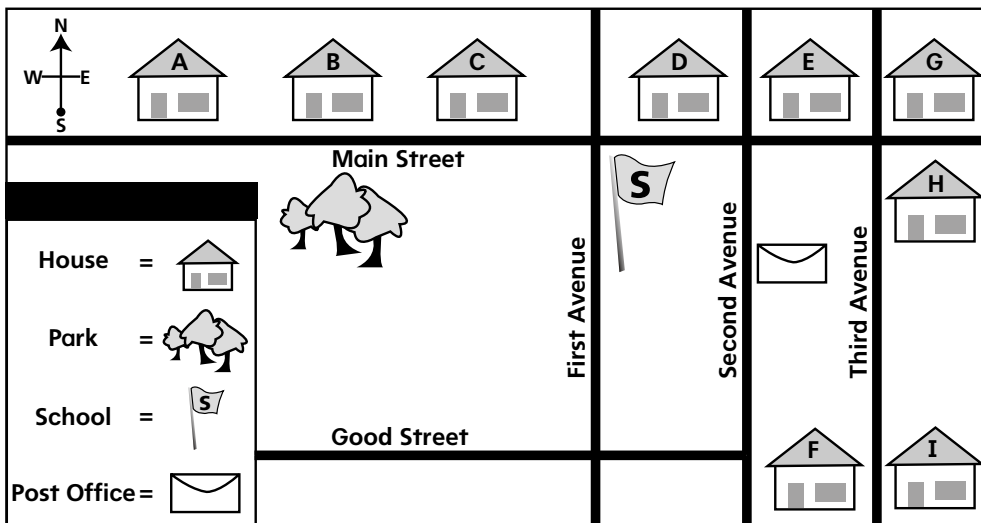 N
W E
S
A B C D E G
Main Street
S
H
House =
Park =
School = S
Post Office =
First Avenue
Second Avenue
Third Avenue
Good Street
F I